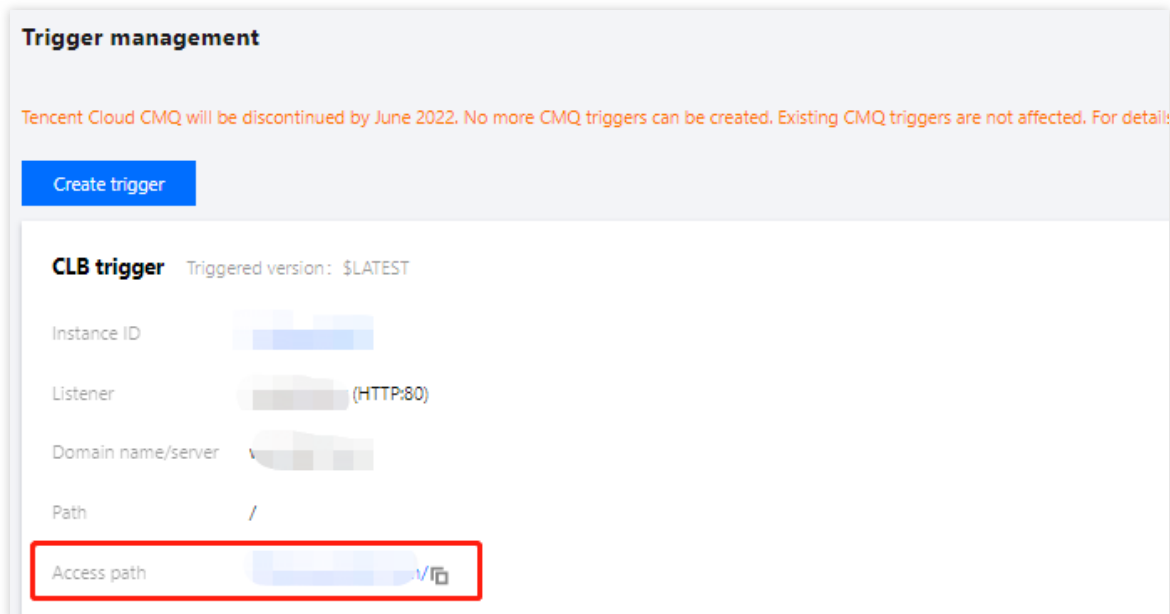 Trigger management
Tencent Cloud CMQ will be discontinued by June 2022. No more CMQ triggers can be created. Existing CMQ triggers are not affected. For details
Create trigger
CLB trigger Triggered version: $LATEST
Instance ID
Listener (HTTP:80)
Domain name/server
Path /
Access path /